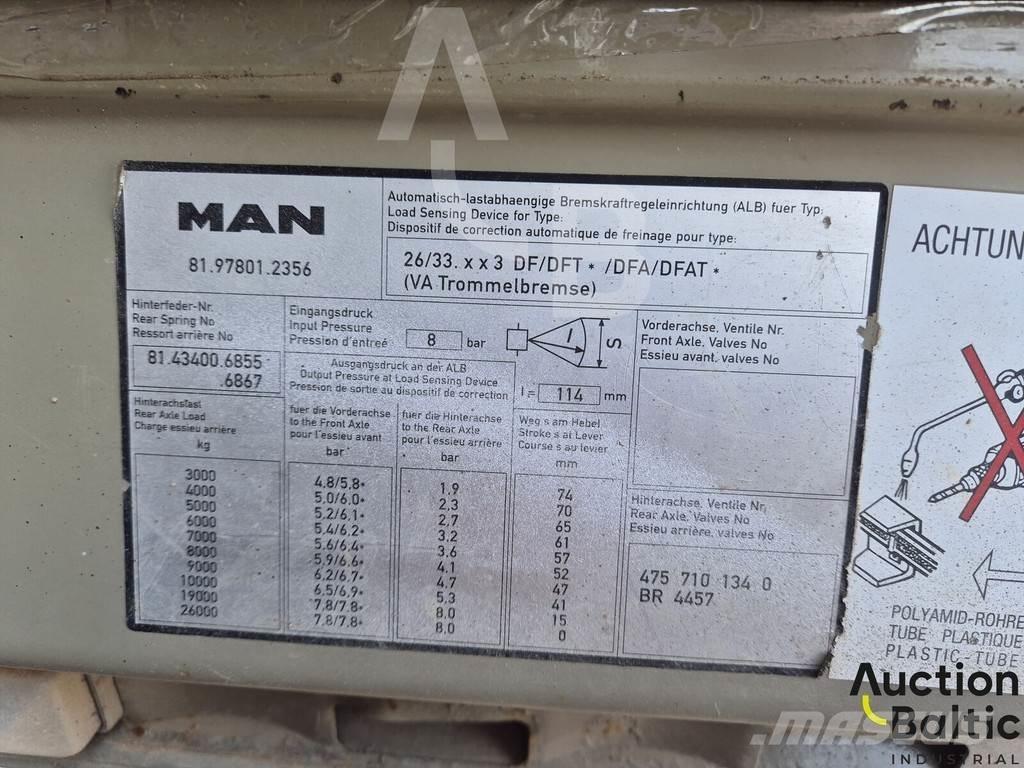 MAN
81.97801.2356
Automatisch-lastabhaengige Bremskraftregeleinrichtung (ALB) fuer Typ:
Load Sensing Device for Type:
Dispositif de correction automatique de freinage pour type:
26/33. x x 3 DF/DFT * /DFA/DFAT *
(VA Trommelbremse)
Hinterfeder-Nr.
Rear Spring No
Ressort arrière No
81.43400.6855
.6867
Eingangsdruck
Input Pressure
Pression d'entreé
8 bar
l S
Ausgangsdruck an der ALB
Output Pressure at Load Sensing Device
Pression de sortie au dispositif de correction
l = 114 mm
Vorderachse, Ventile Nr.
Front Axle, Valves No
Essieu avant, valves No
Hinterachslast
Rear Axle Load
Charge essieu arrière
kg
fuer die Vorderachse
to the Front Axle
pour l'essieu avant
bar
fuer die Hinterachse
to the Rear Axle
pour l'essieu arrière
bar
Weg s am Hebel
Stroke s at Lever
Course s au levier
mm
3000 4.8/5.8* 1.9 74
4000 5.0/6.0* 2.3 70
5000 5.2/6.1* 2.7 65
6000 5.4/6.2* 3.2 61
7000 5.6/6.4* 3.6 57
8000 5.9/6.6* 4.1 52
9000 6.2/6.7* 4.7 47
10000 6.5/6.9* 5.3 41
19000 7.8/7.8* 8.0 15
26000 7.8/7.8* 8.0 0
Hinterachse, Ventile Nr.
Rear Axle, Valves No
Essieu arrière, valves No
475 710 134 0
BR 4457
ACHTUN
POLYAMID-ROHRE
TUBE PLASTIQUE
PLASTIC-TUBE
Auction
Baltic
INDUSTRIAL